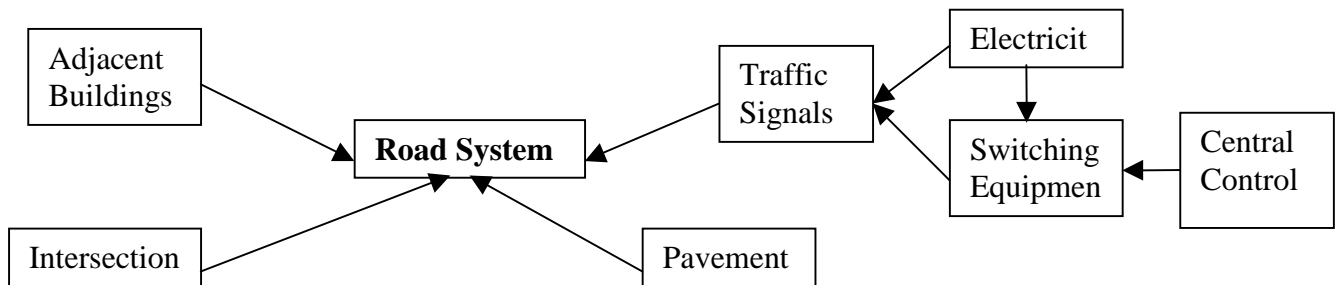 Adjacent
Buildings
Road System
Traffic
Signals
Electricit
Switching
Equipmen
Central
Control
Intersection
Pavement